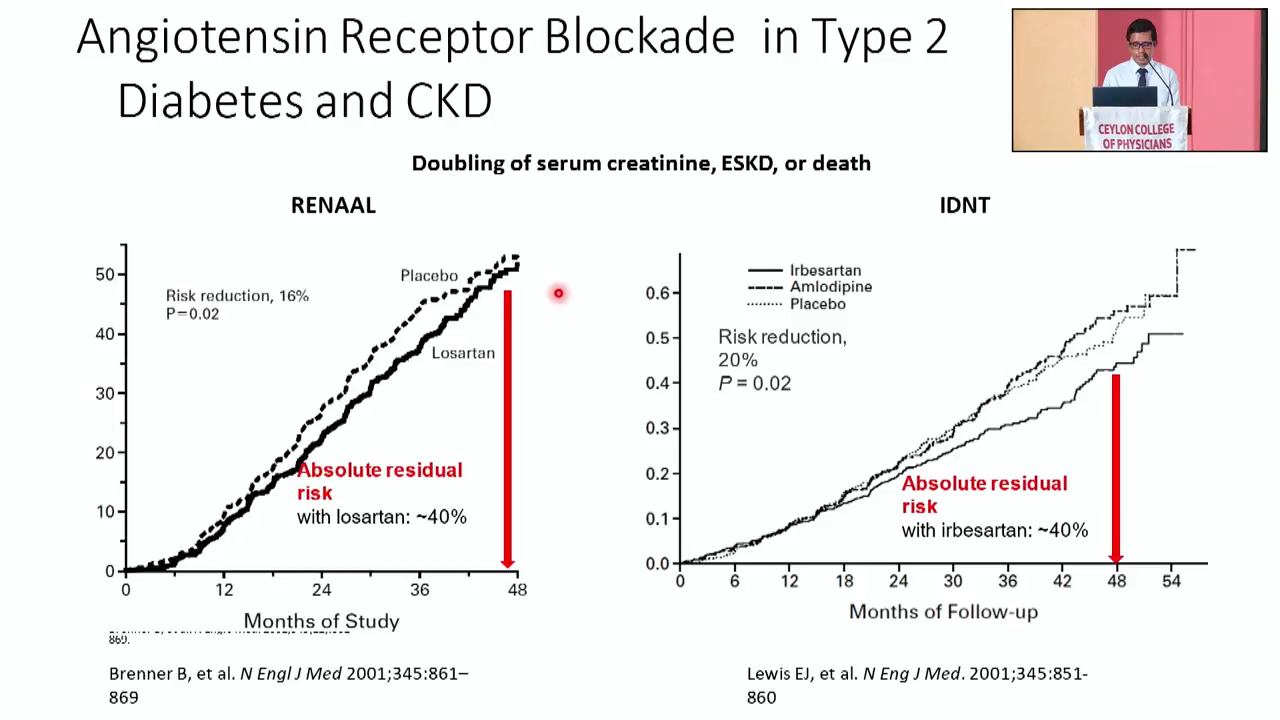 Angiotensin Receptor Blockade in Type 2
Diabetes and CKD
CEYLON COLLEGE
OF PHYSICIANS
Doubling of serum creatinine, ESKD, or death
RENAAL
50
40
30
20
10
0
Risk reduction, 16%
P=0.02
Placebo
Losartan
Absolute residual
risk
with losartan: ~40%
0 12 24 36 48
Months of Study
869.
Brenner B, et al. N Engl J Med 2001;345:861–
869
IDNT
0.6
0.5
0.4
0.3
0.2
0.1
0.0
Irbesartan
Amlodipine
Placebo
Risk reduction,
20%
P = 0.02
Absolute residual
risk
with irbesartan: ~40%
0 6 12 18 24 30 36 42 48 54
Months of Follow-up
Lewis EJ, et al. N Eng J Med. 2001;345:851-
860